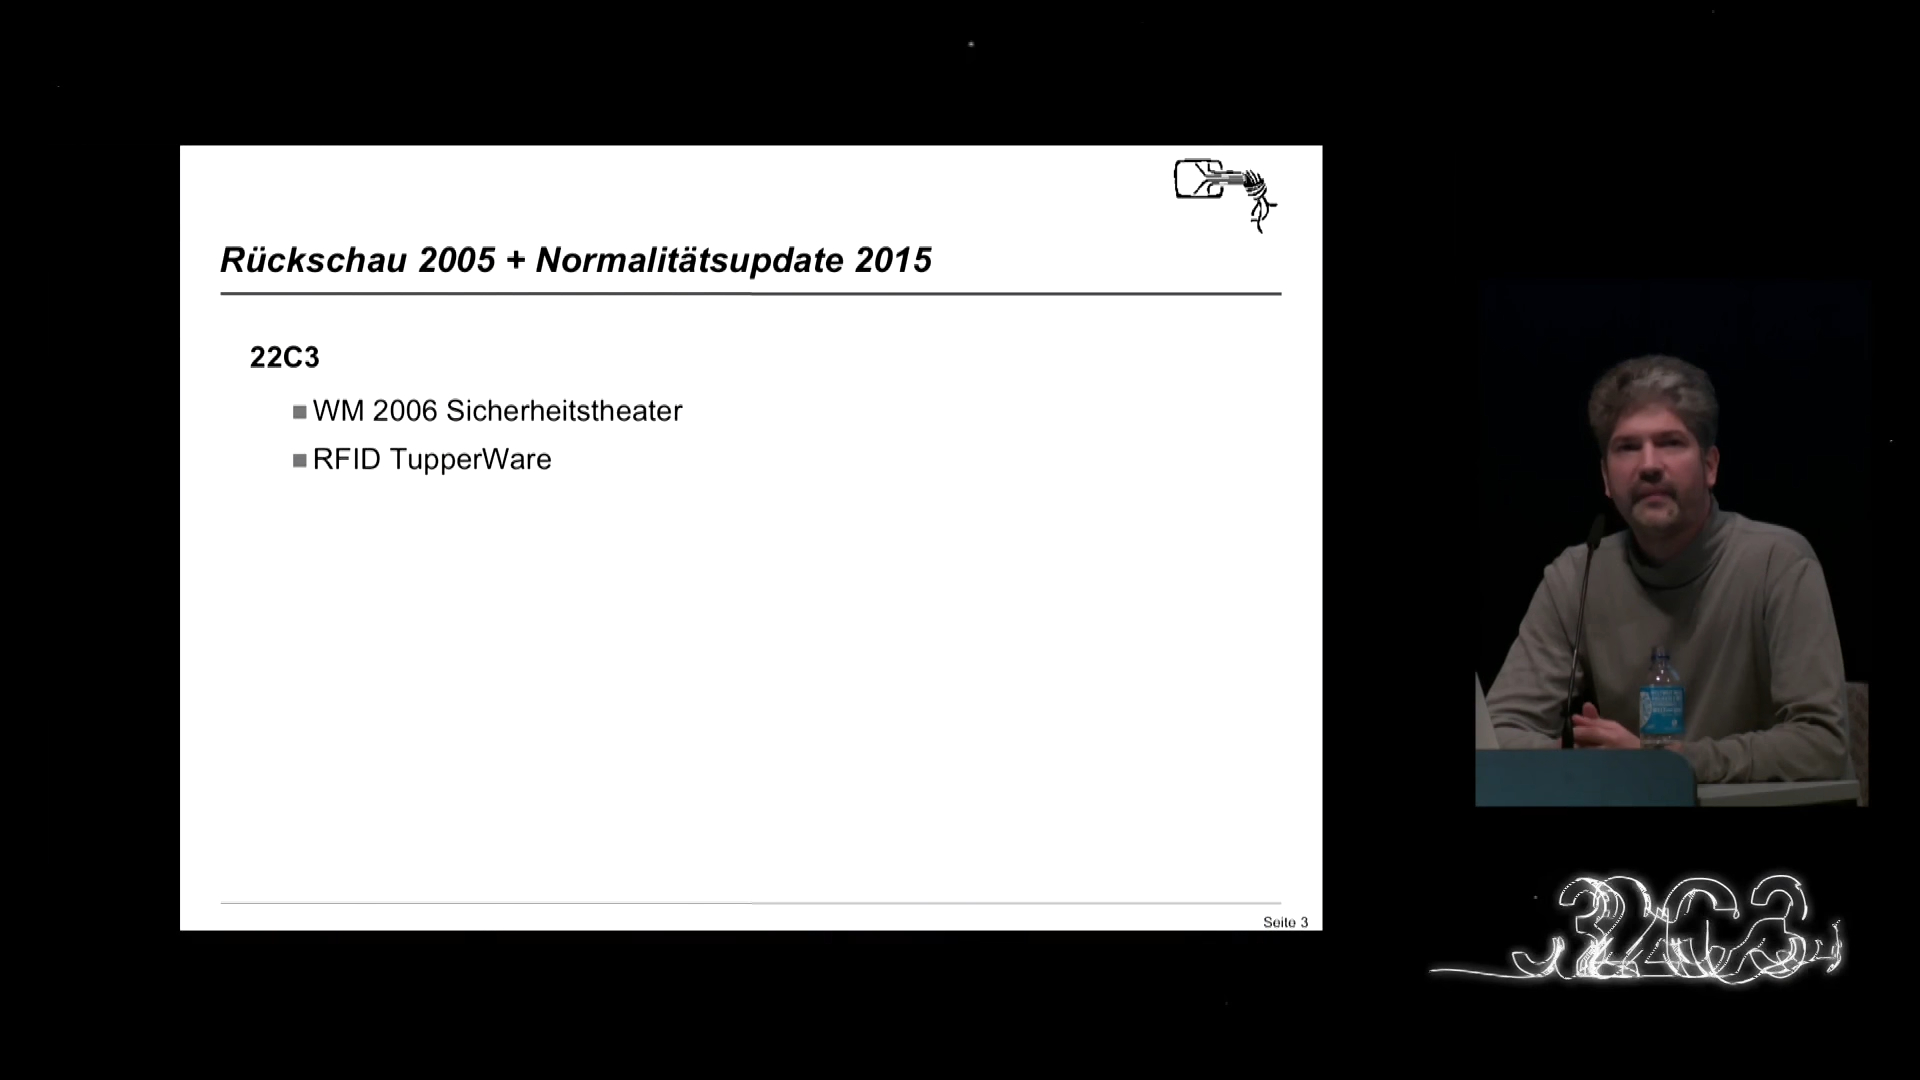 Rückschau 2005 + Normalitätsupdate 2015
22C3
WM 2006 Sicherheitstheater
RFID TupperWare
Seite 3
32C3